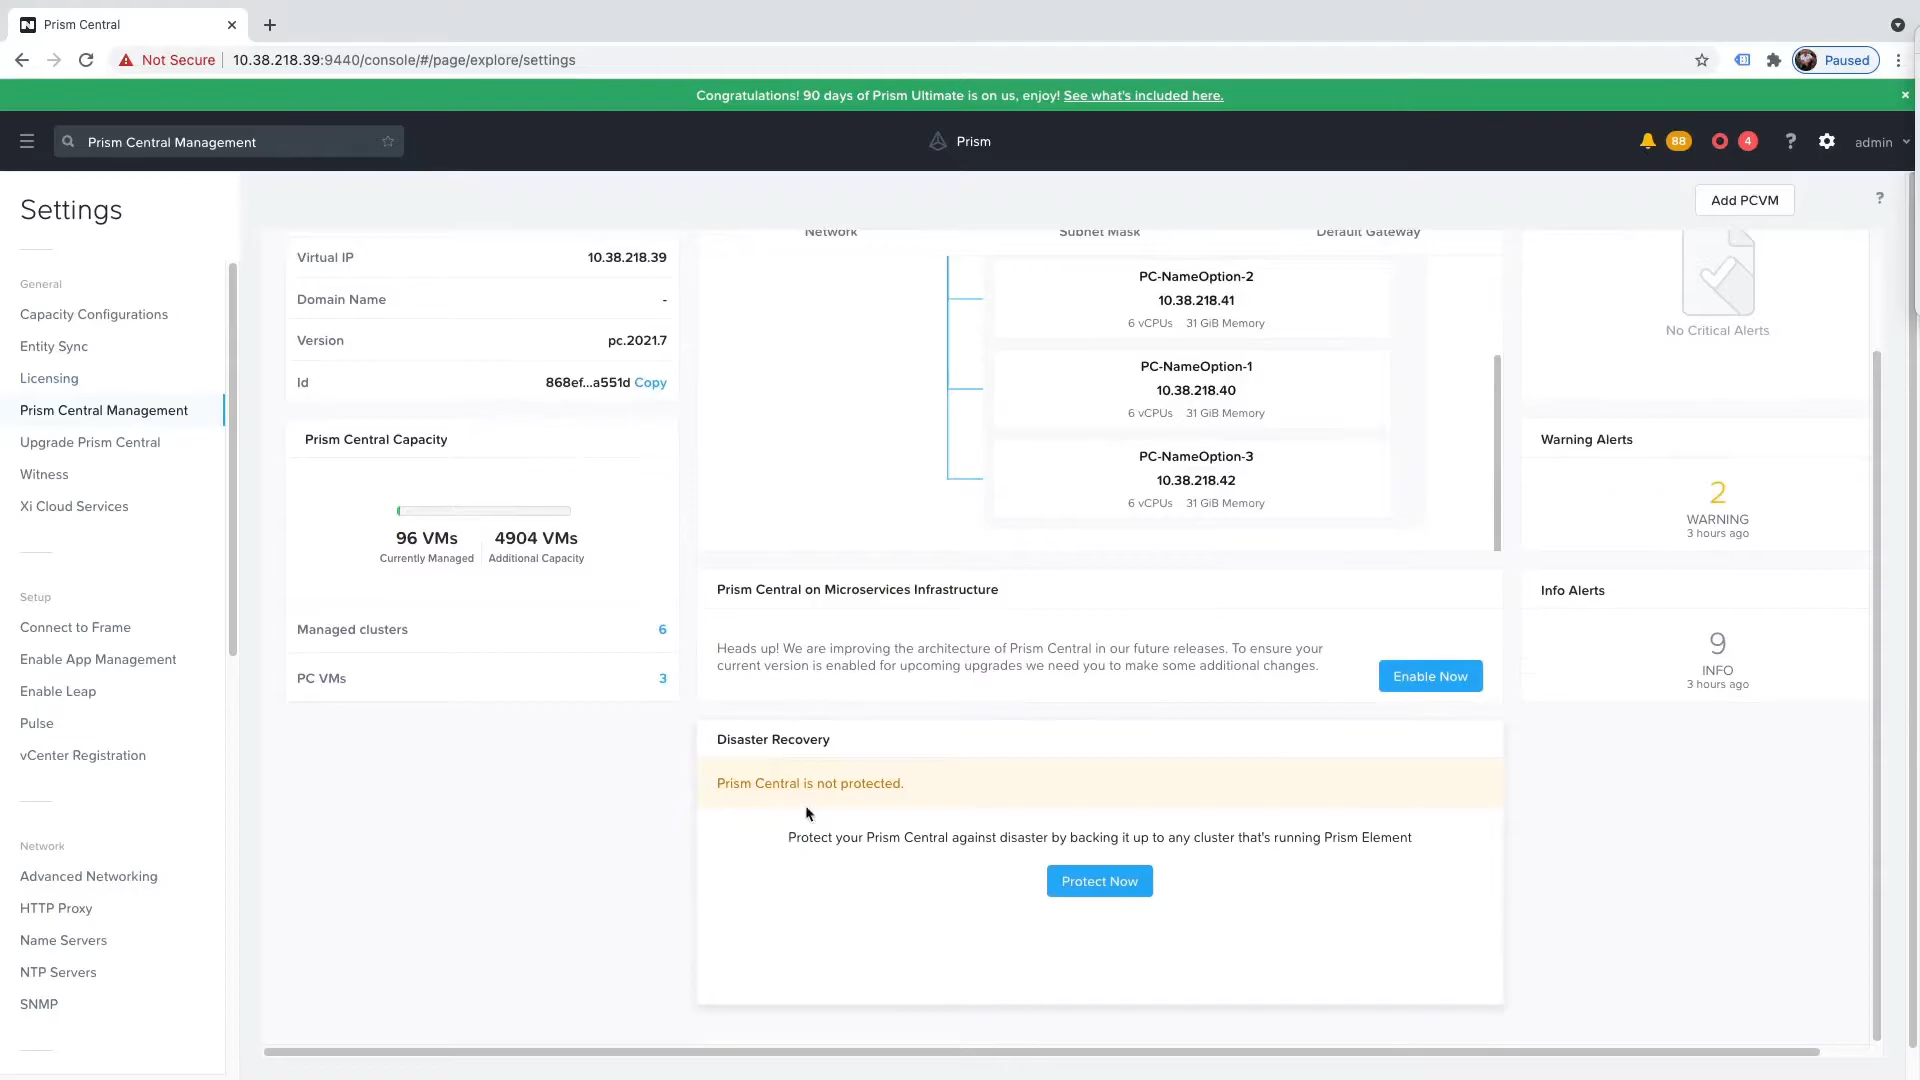 Prism Central
Not Secure
10.38.218.39:9440/console/#/page/explore/settings
Paused
Congratulations! 90 days of Prism Ultimate is on us, enjoy! See what's included here.
Prism Central Management
Prism
88
4
?
admin
Settings
General
Capacity Configurations
Entity Sync
Licensing
Prism Central Management
Upgrade Prism Central
Witness
Xi Cloud Services
Setup
Connect to Frame
Enable App Management
Enable Leap
Pulse
vCenter Registration
Network
Advanced Networking
HTTP Proxy
Name Servers
NTP Servers
SNMP
Add PCVM
?
Virtual IP 10.38.218.39
Domain Name -
Version pc.2021.7
Id 868ef...a551d Copy
Prism Central Capacity
96 VMs 4904 VMs
Currently Managed Additional Capacity
Managed clusters 6
PC VMs 3
Network Subnet Mask Default Gateway
PC-NameOption-2
10.38.218.41
6 vCPUs 31 GiB Memory
PC-NameOption-1
10.38.218.40
6 vCPUs 31 GiB Memory
PC-NameOption-3
10.38.218.42
6 vCPUs 31 GiB Memory
Prism Central on Microservices Infrastructure
Heads up! We are improving the architecture of Prism Central in our future releases. To ensure your
current version is enabled for upcoming upgrades we need you to make some additional changes.
Enable Now
Disaster Recovery
Prism Central is not protected.
Protect your Prism Central against disaster by backing it up to any cluster that's running Prism Element
Protect Now
No Critical Alerts
Warning Alerts
2
WARNING
3 hours ago
Info Alerts
9
INFO
3 hours ago